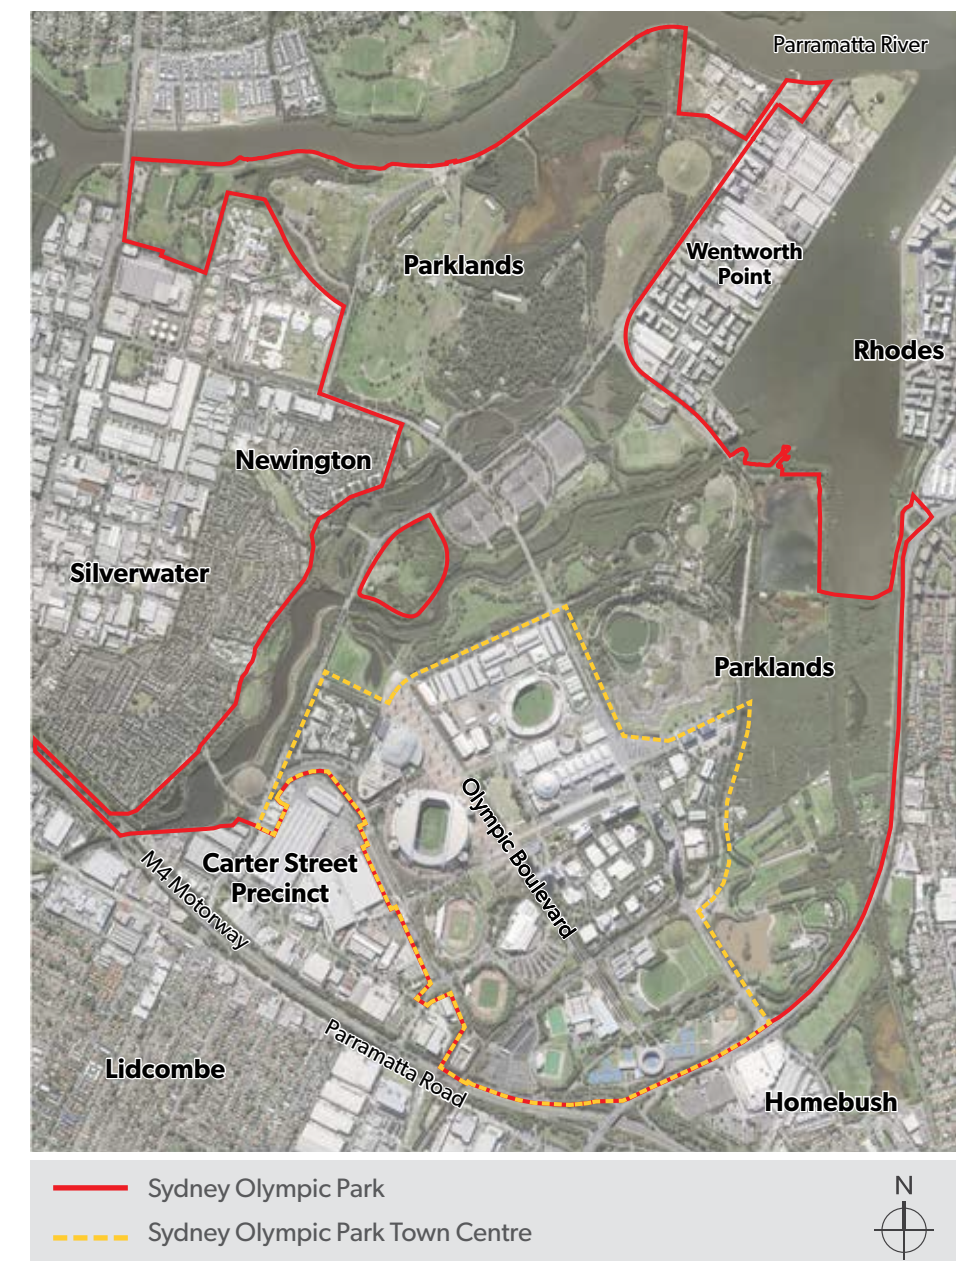 Parramatta River
Wentworth
Point
Parklands
Rhodes
Newington
Silverwater
Parklands
Olympic Boulevard
Carter Street
Precinct
M4 Motorway
Parramatta Road
Lidcombe
Homebush
Sydney Olympic Park
Sydney Olympic Park Town Centre
N